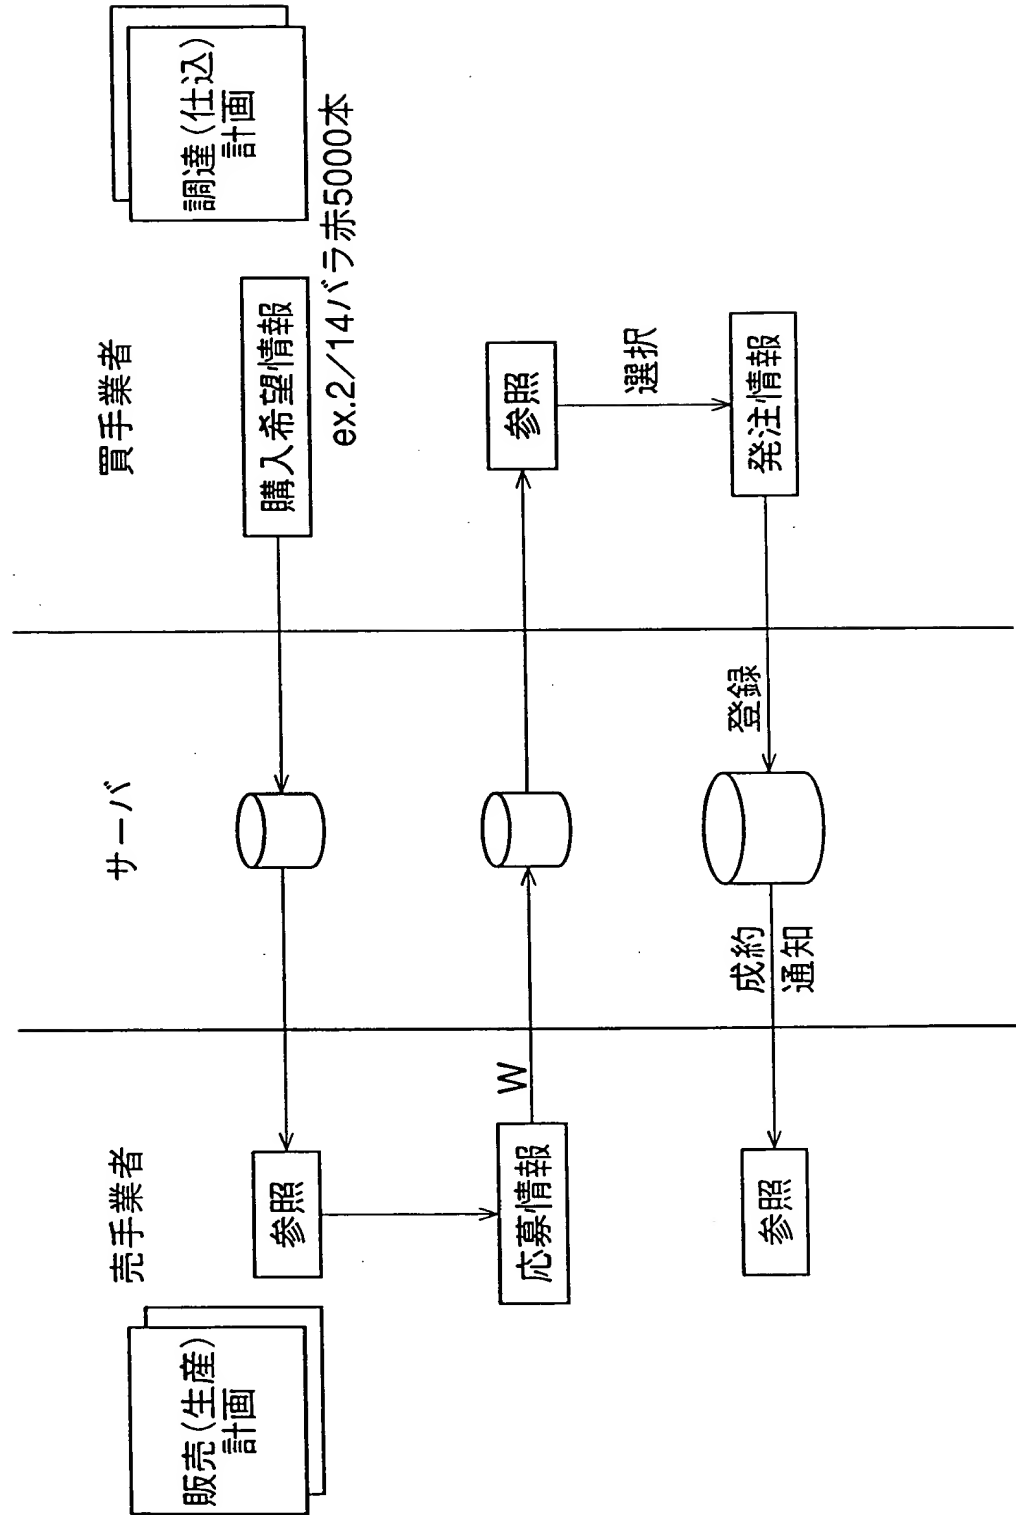 売手業者
サーバ
買手業者
販売(生産)
計画
調達(仕込)
計画
参照
購入希望情報
ex.2/14バラ赤5000本
応募情報
W
参照
選択
参照
成約
通知
登録
発注情報